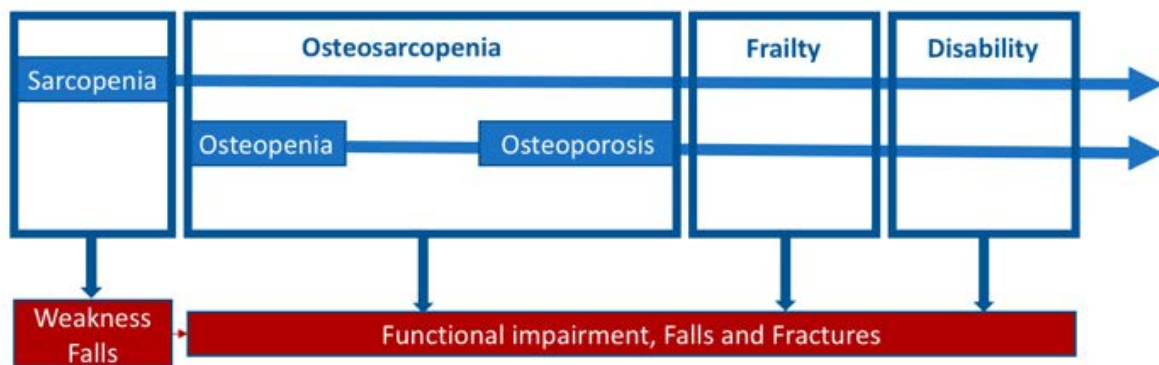 Osteosarcopenia
Frailty
Disability
Sarcopenia
Osteopenia
Osteoporosis
Weakness
Falls
Functional impairment, Falls and Fractures